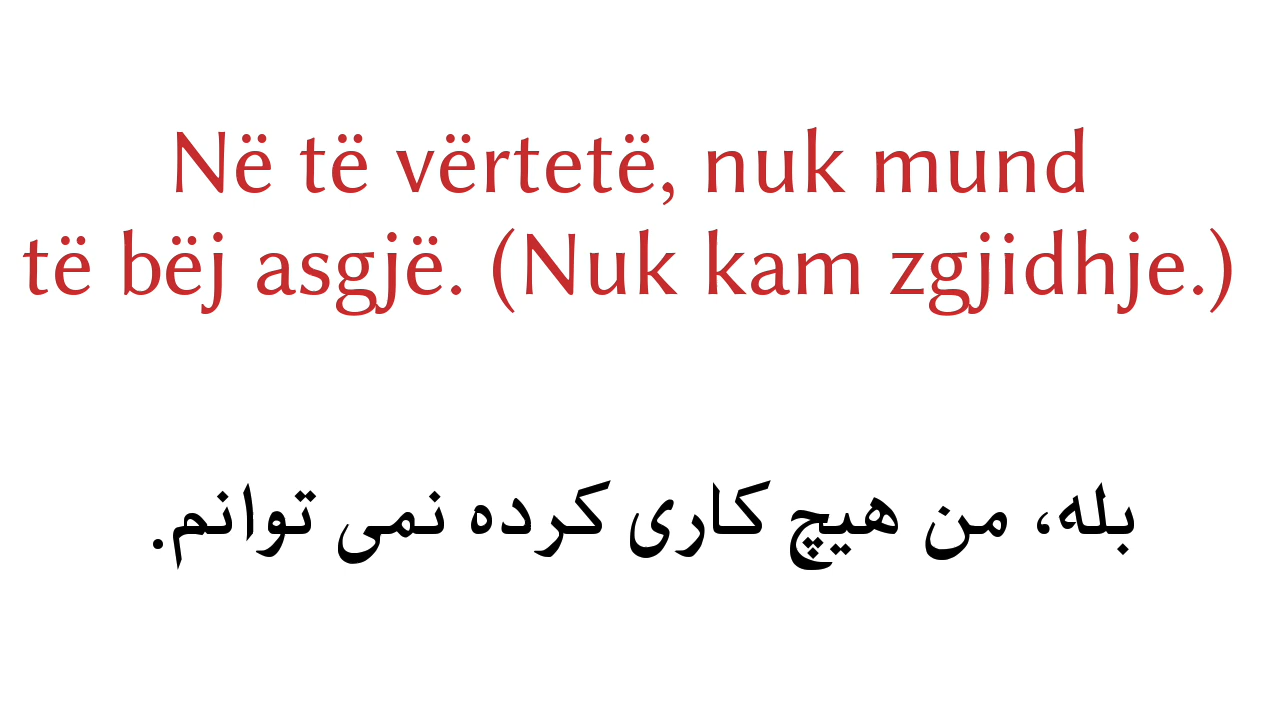 Në të vërtetë, nuk mund
të bëj asgjë. (Nuk kam zgjidhje.)
بله، من هیچ کاری کرده نمی توانم.